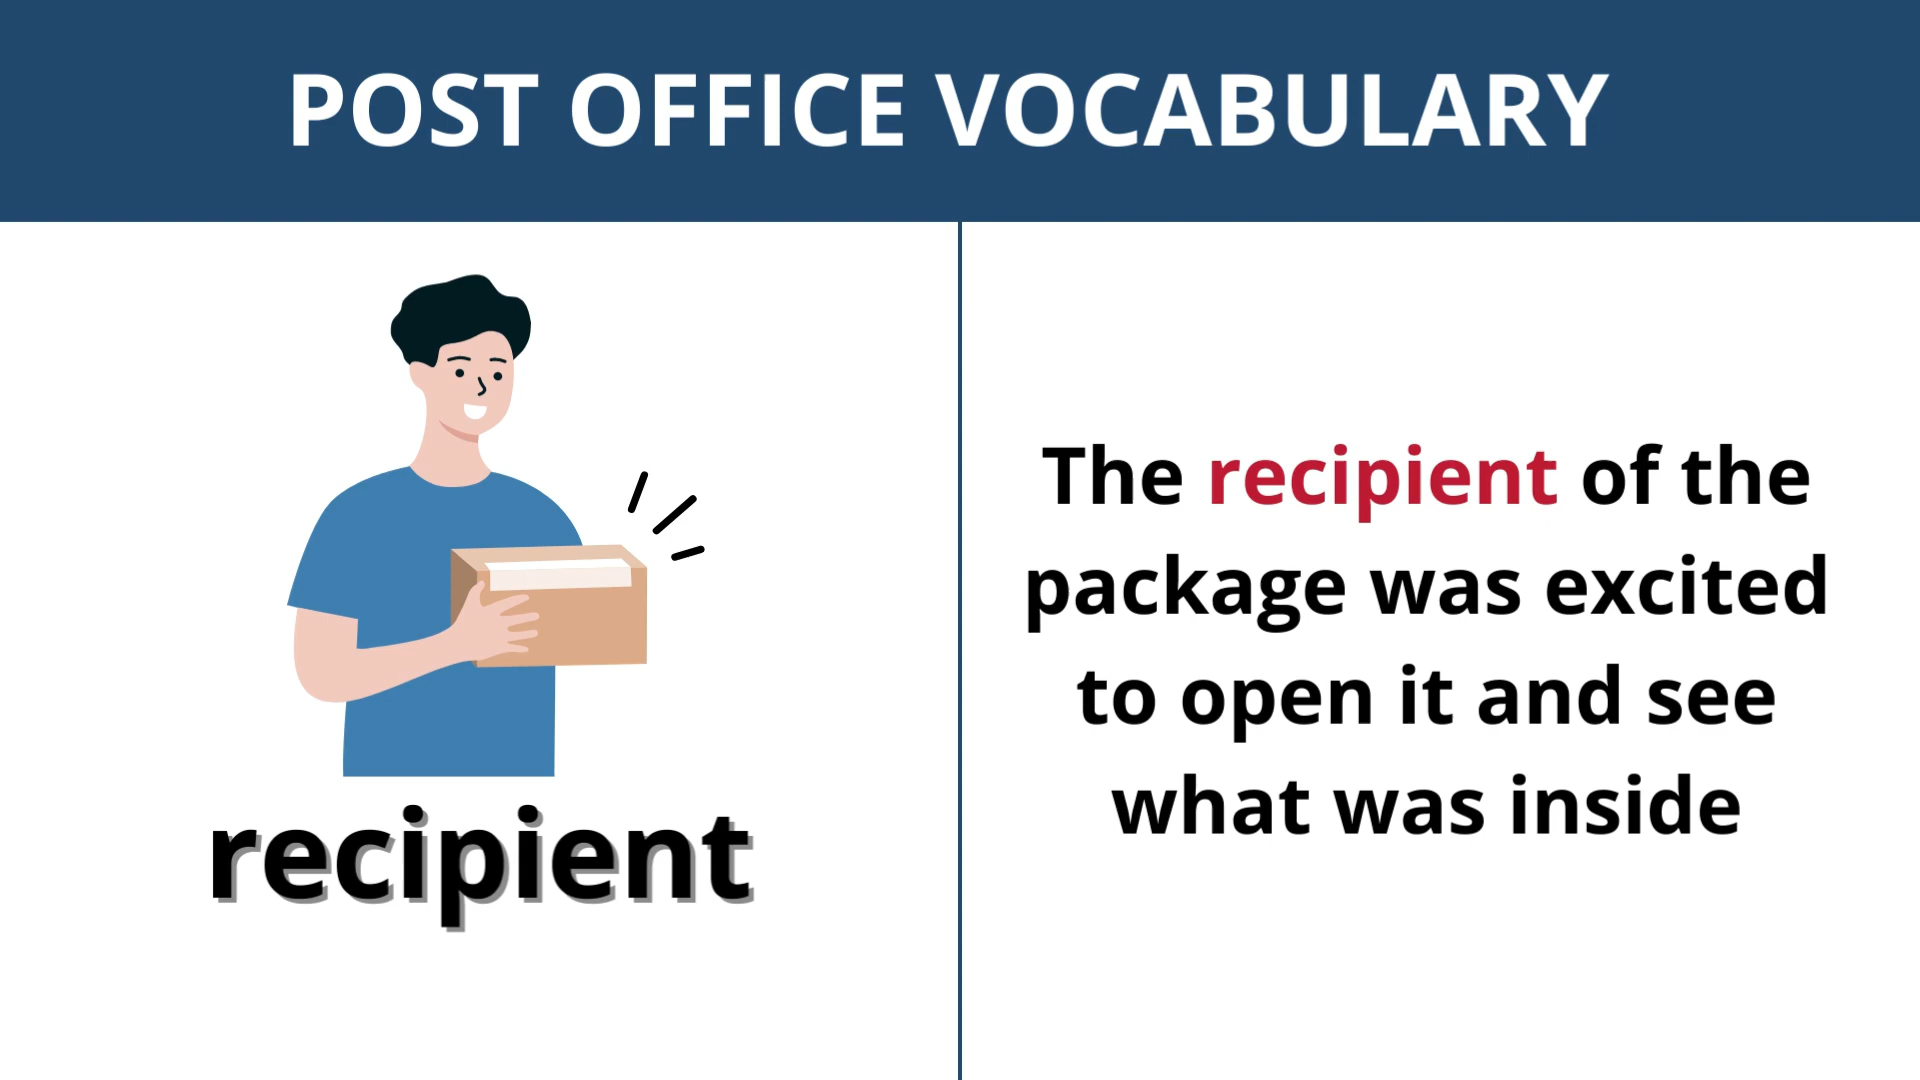 POST OFFICE VOCABULARY
recipient
The recipient of the
package was excited
to open it and see
what was inside